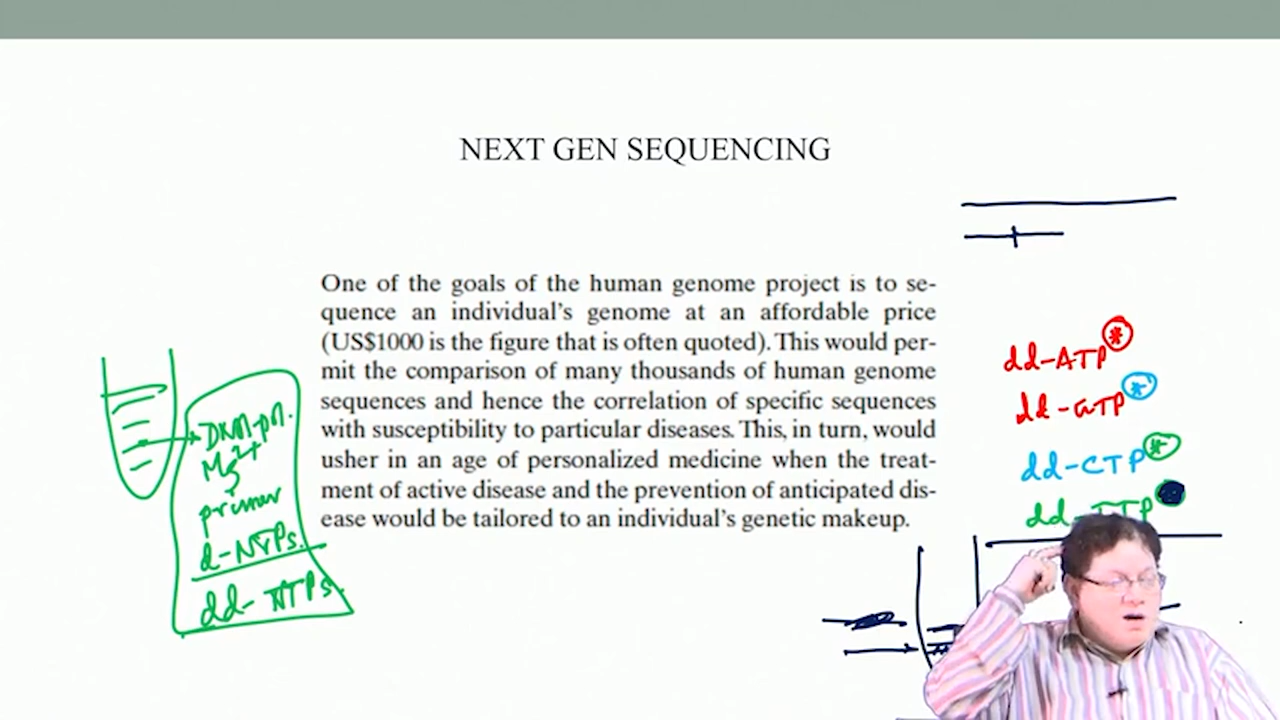 NEXT GEN SEQUENCING
One of the goals of the human genome project is to se-
quence an individual's genome at an affordable price
(US$1000 is the figure that is often quoted). This would per-
mit the comparison of many thousands of human genome
sequences and hence the correlation of specific sequences
with susceptibility to particular diseases. This, in turn, would
usher in an age of personalized medicine when the treat-
ment of active disease and the prevention of anticipated dis-
ease would be tailored to an individual's genetic makeup.
Mg2+
primer
d-NTPs.
dd-NTPs.
dd-ATP*
dd-GTP*
dd-CTP*
dd-TTP